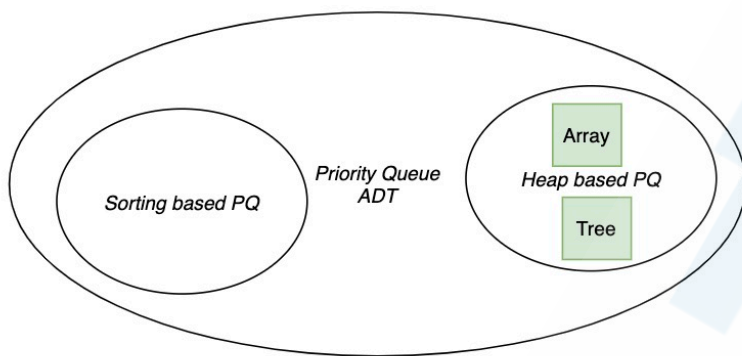 Sorting based PQ
Priority Queue
ADT
Array
Heap based PQ
Tree